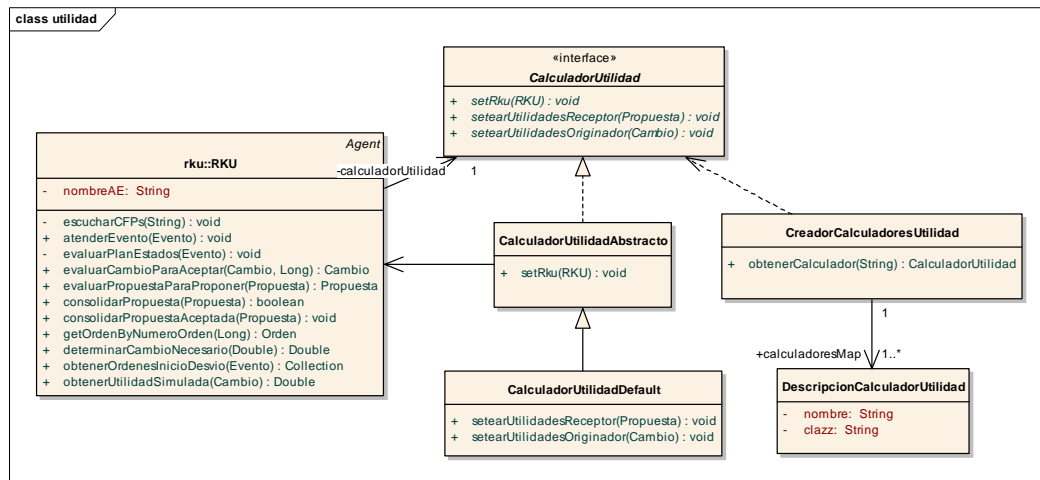 class utilidad
«interface»
CalculadorUtilidad
+ setRku(RKU) : void
+ setearUtilidadesReceptor(Propuesta) : void
+ setearUtilidadesOriginador(Cambio) : void
Agent
rku::RKU
- nombreAE: String
- escucharCFPs(String) : void
+ atenderEvento(Evento) : void
- evaluarPlanEstados(Evento) : void
+ evaluarCambioParaAceptar(Cambio, Long) : Cambio
+ evaluarPropuestaParaProponer(Propuesta) : Propuesta
+ consolidarPropuesta(Propuesta) : boolean
+ consolidarPropuestaAceptada(Propuesta) : void
+ getOrdenByNumeroOrden(Long) : Orden
+ determinarCambioNecesario(Double) : Double
+ obtenerOrdenesInicioDesvio(Evento) : Collection
+ obtenerUtilidadSimulada(Cambio) : Double
-calculadorUtilidad 1
CalculadorUtilidadAbstracto
+ setRku(RKU) : void
CreadorCalculadoresUtilidad
+ obtenerCalculador(String) : CalculadorUtilidad
1
+calculadoresMap 1..*
CalculadorUtilidadDefault
+ setearUtilidadesReceptor(Propuesta) : void
+ setearUtilidadesOriginador(Cambio) : void
DescripcionCalculadorUtilidad
- nombre: String
- clazz: String